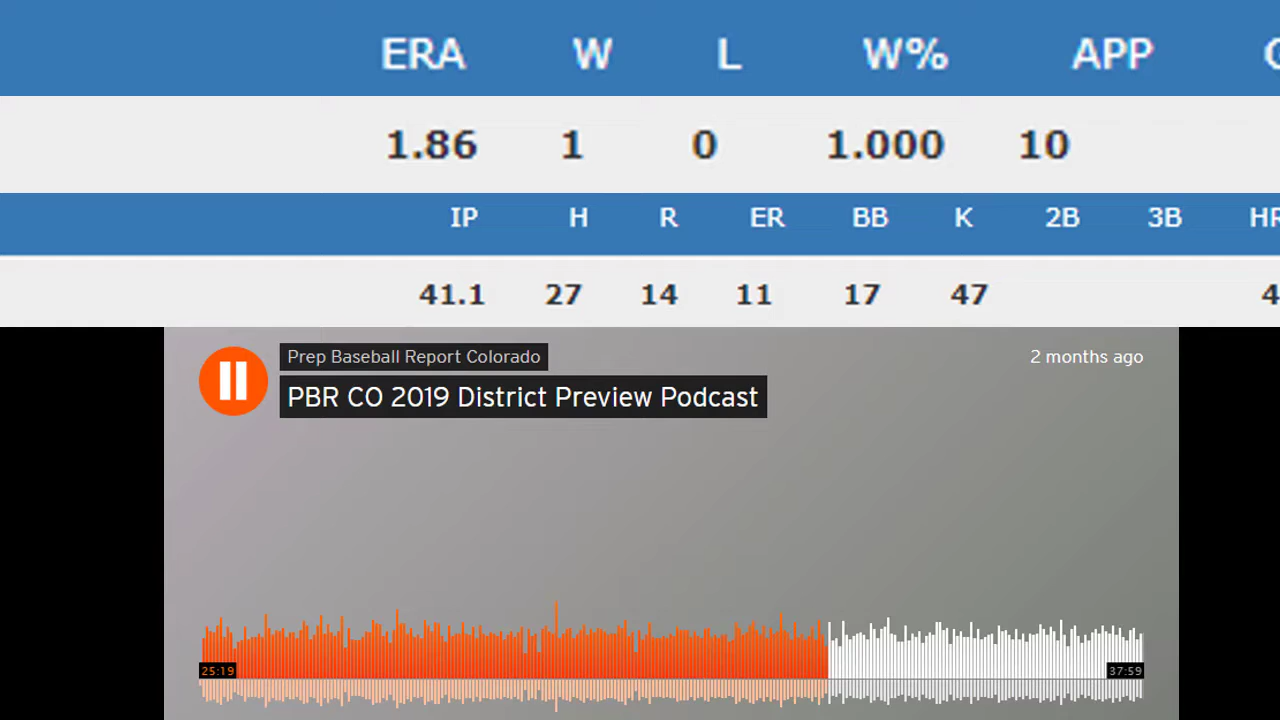 ERA W L W% APP
1.86 1 0 1.000 10
IP H R ER BB K 2B 3B HR
41.1 27 14 11 17 47 4
Prep Baseball Report Colorado
2 months ago
PBR CO 2019 District Preview Podcast
25:19
37:59